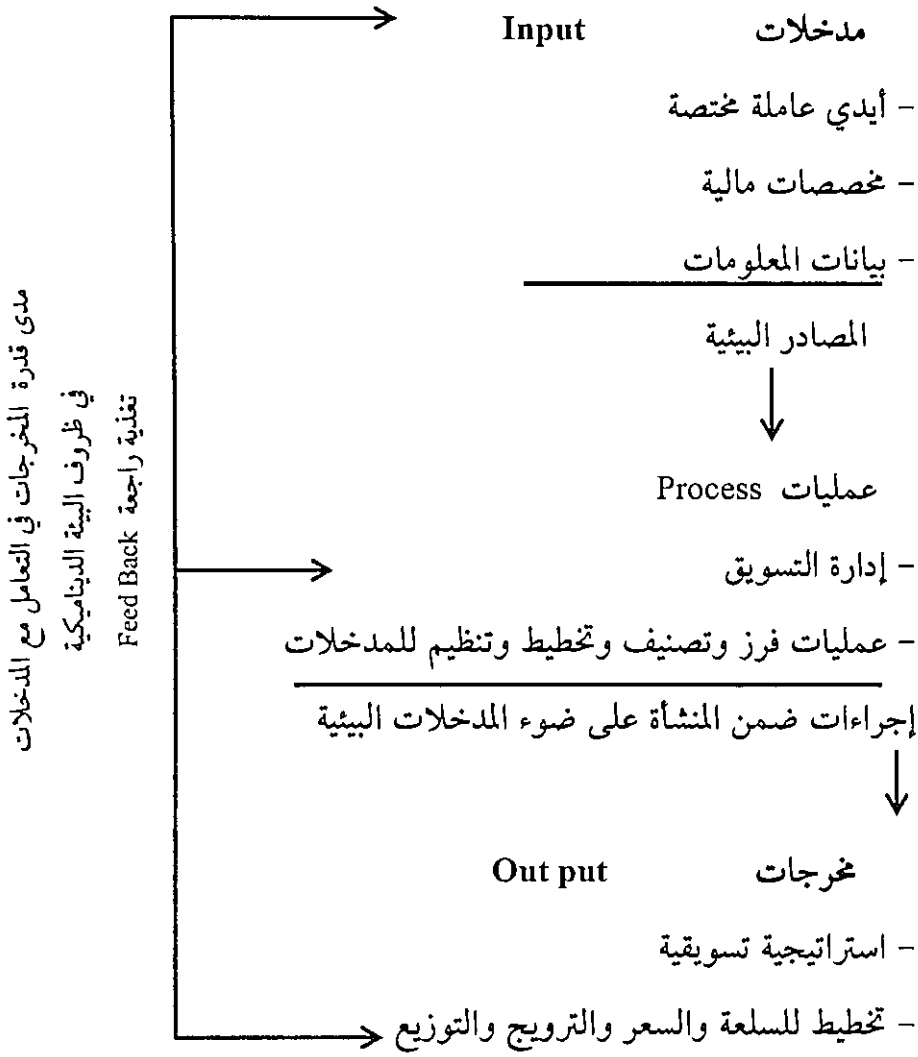 مدخلات Input
- أيدي عاملة مختصة
- مخصصات مالية
- بيانات المعلومات
المصادر البيئية
عمليات Process
- إدارة التسويق
- عمليات فرز وتصنيف وتخطيط وتنظيم للمدخلات
إجراءات ضمن المنشأة على ضوء المدخلات البيئية
مخرجات Out put
- استراتيجية تسويقية
- تخطيط للسلعة والسعر والترويج والتوزيع
مدى قدرة المخرجات في التعامل مع المدخلات
في ظروف البيئة الديناميكية
تغذية راجعة Feed Back